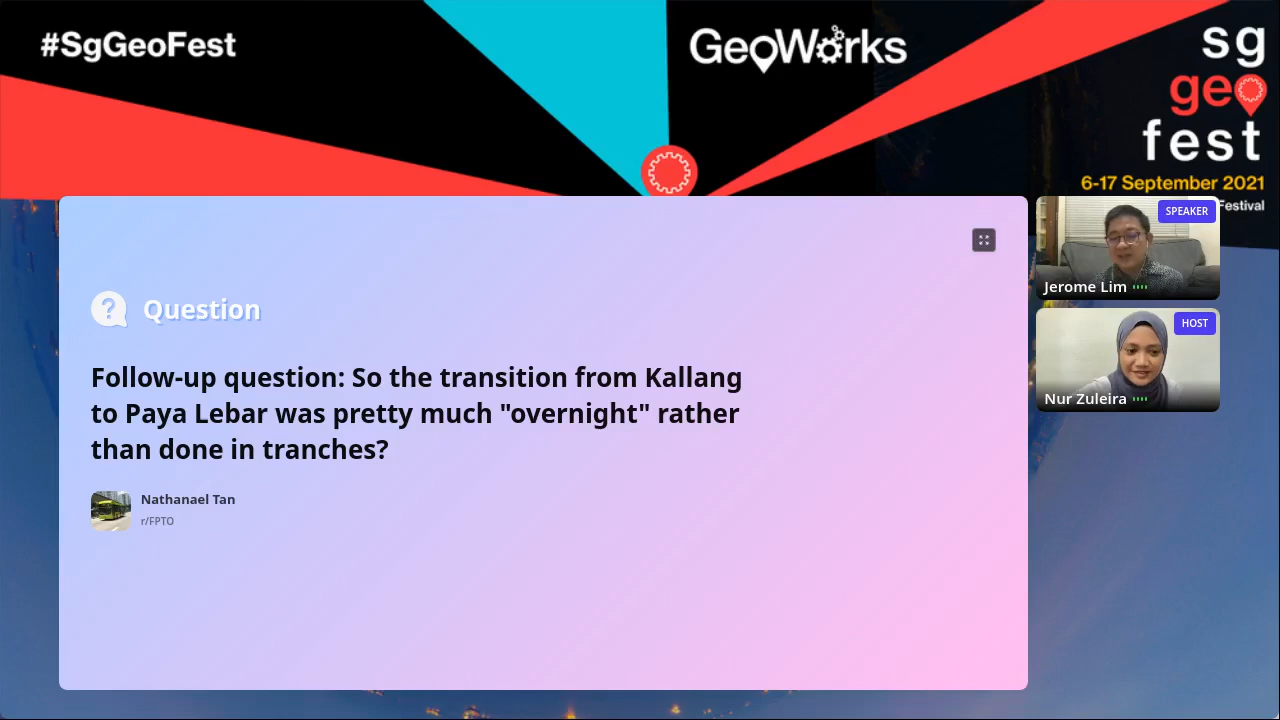 #SgGeoFest
GeoWorks
sg
geo
fest
6-17 September 2021
Festival
SPEAKER
Jerome Lim
HOST
Nur Zuleira
Question
Follow-up question: So the transition from Kallang
to Paya Lebar was pretty much "overnight" rather
than done in tranches?
Nathanael Tan
r/FPTO